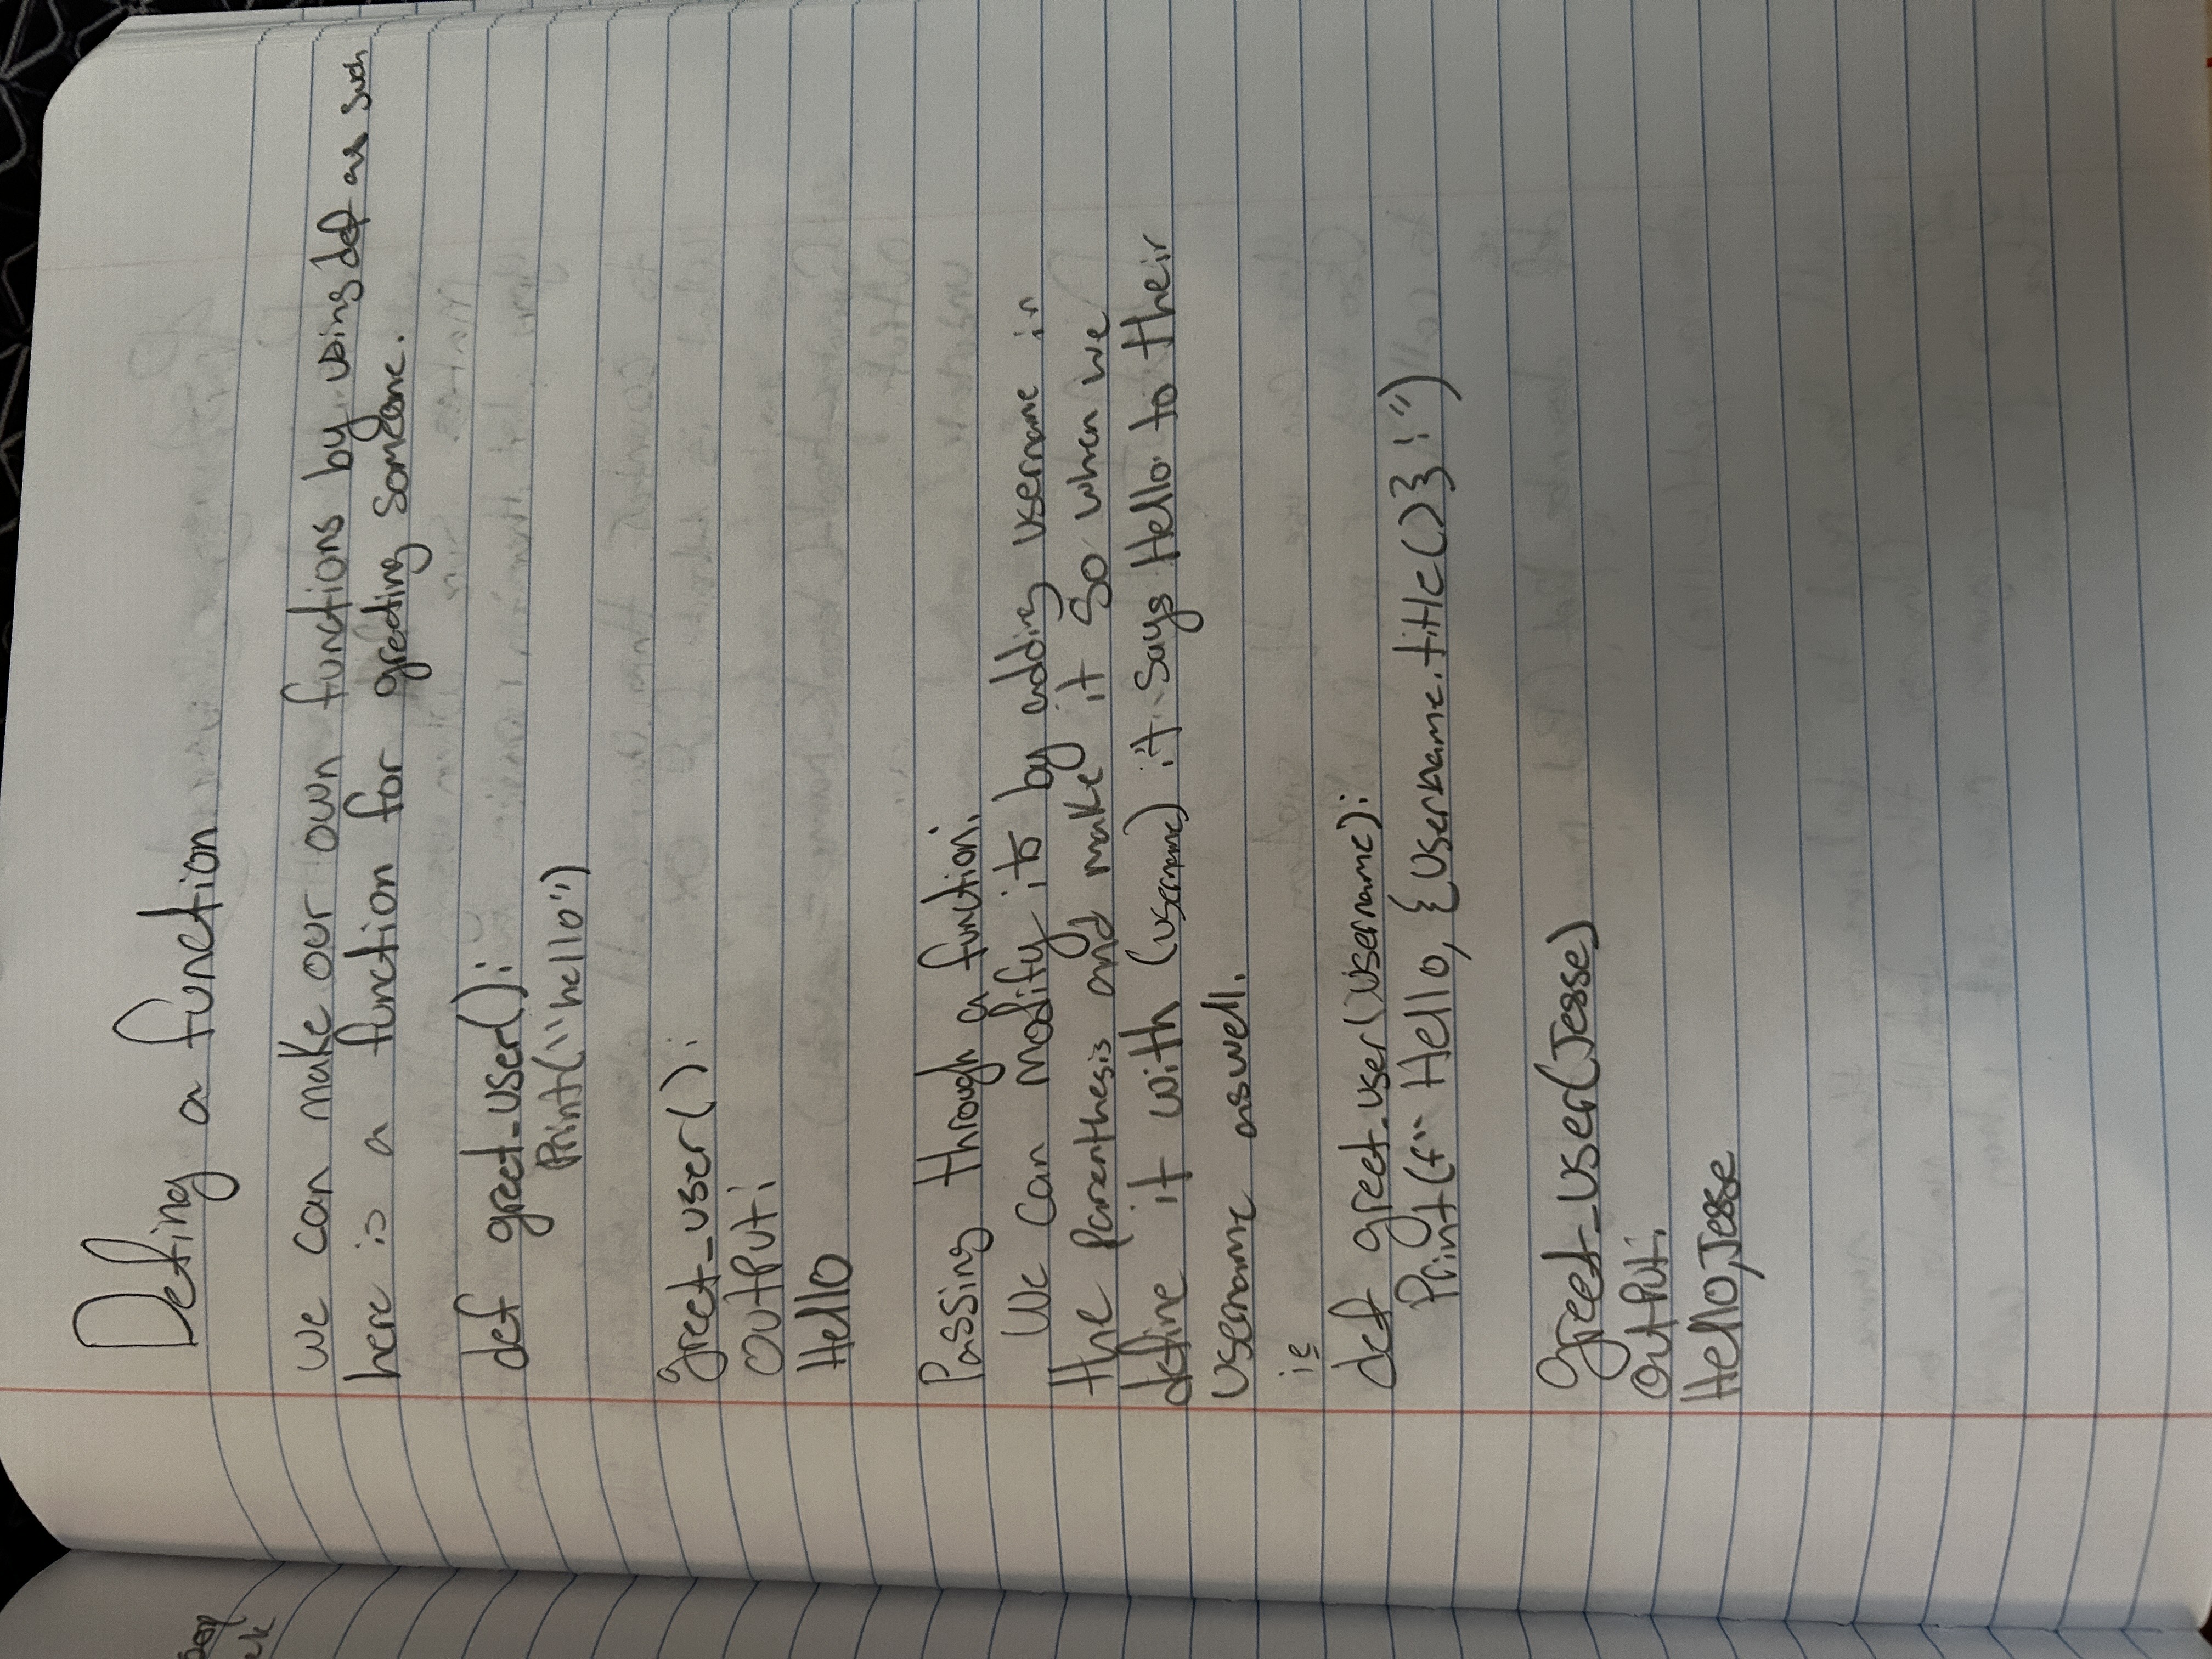 Defing a function
we can make our own functions by using def as such
here is a function for greeting someone.
def greet_user():
Print("hello")
greet_user():
Output:
Hello
Passing through a function:
We can modify it by adding username in
the parenthesis and make it so when we
define it with (username) it says Hello to their
username aswell.
ie
def greet_user(username):
Print(f"Hello, {username.title()}!")
greet_user(Jesse)
Output:
Hello, Jesse